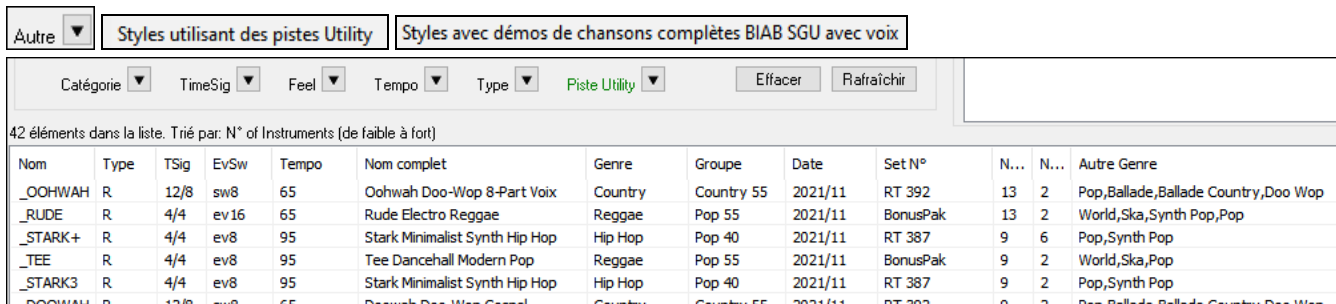 Autre ▼ Styles utilisant des pistes Utility Styles avec démos de chansons complètes BIAB SGU avec voix
Catégorie ▼ TimeSig ▼ Feel ▼ Tempo ▼ Type ▼ Piste Utility ▼ Effacer Rafraîchir
42 éléments dans la liste. Trié par: N° of Instruments (de faible à fort)
Nom Type TSig EvSw Tempo Nom complet Genre Groupe Date Set N° N... N... Autre Genre
_OOHWAH R 12/8 sw8 65 Oohwah Doo-Wop 8-Part Voix Country Country 55 2021/11 RT 392 13 2 Pop,Ballade,Ballade Country,Doo Wop
_RUDE R 4/4 ev16 65 Rude Electro Reggae Reggae Pop 55 2021/11 BonusPak 13 2 World,Ska,Synth Pop,Pop
_STARK+ R 4/4 ev8 95 Stark Minimalist Synth Hip Hop Hip Hop Pop 40 2021/11 RT 387 9 6 Pop,Synth Pop
_TEE R 4/4 ev8 95 Tee Dancehall Modern Pop Reggae Pop 55 2021/11 BonusPak 9 2 World,Ska,Pop
_STARK3 R 4/4 ev8 95 Stark Minimalist Synth Hip Hop Hip Hop Pop 40 2021/11 RT 387 9 2 Pop,Synth Pop